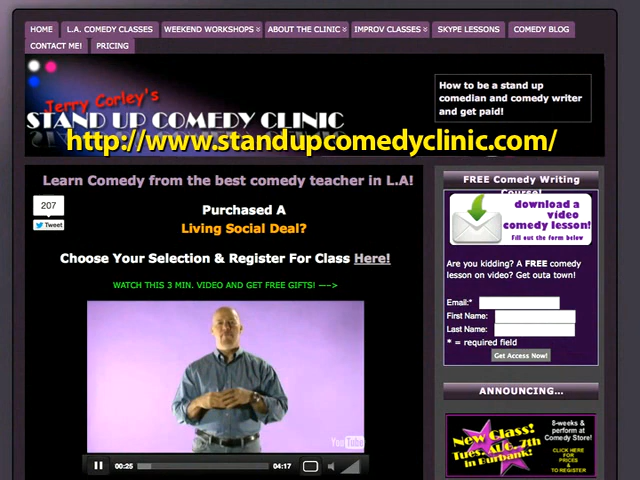 HOME
L.A. COMEDY CLASSES
WEEKEND WORKSHOPS
ABOUT THE CLINIC
IMPROV CLASSES
SKYPE LESSONS
COMEDY BLOG
CONTACT ME!
PRICING
Jerry Corley's
STAND UP COMEDY CLINIC
How to be a stand up
comedian and comedy writer
and get paid!
http://www.standupcomedyclinic.com/
Learn Comedy from the best comedy teacher in L.A!
207
Tweet
Purchased A
Living Social Deal?
Choose Your Selection & Register For Class Here!
WATCH THIS 3 MIN. VIDEO AND GET FREE GIFTS! —–>
YouTube
00:25
04:17
FREE Comedy Writing
Course!
download a
video
comedy lesson!
Fill out the form below
Are you kidding? A FREE comedy
lesson on video? Get outa town!
Email:*
First Name:
Last Name:
* = required field
Get Access Now!
ANNOUNCING...
New Class!
Tues. AUG. 7th
in Burbank!
8-weeks &
perform at
Comedy Store!
CLICK HERE
FOR
PRICES
&
TO REGISTER